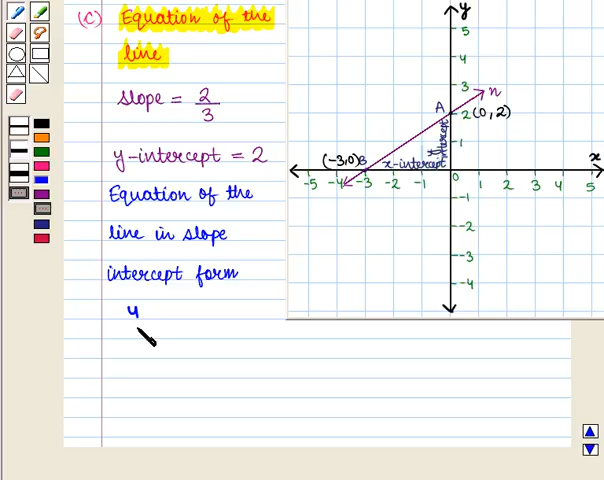 (C) Equation of the
line
slope = 2/3
y-intercept = 2
Equation of the
line in slope
intercept form
y
y
5
4
3
A
2 (0, 2)
n
1
y-intercept
(-3,0) B
x-intercept
x
-5 -4 -3 -2 -1 0 1 2 3 4 5
-1
-2
-3
-4